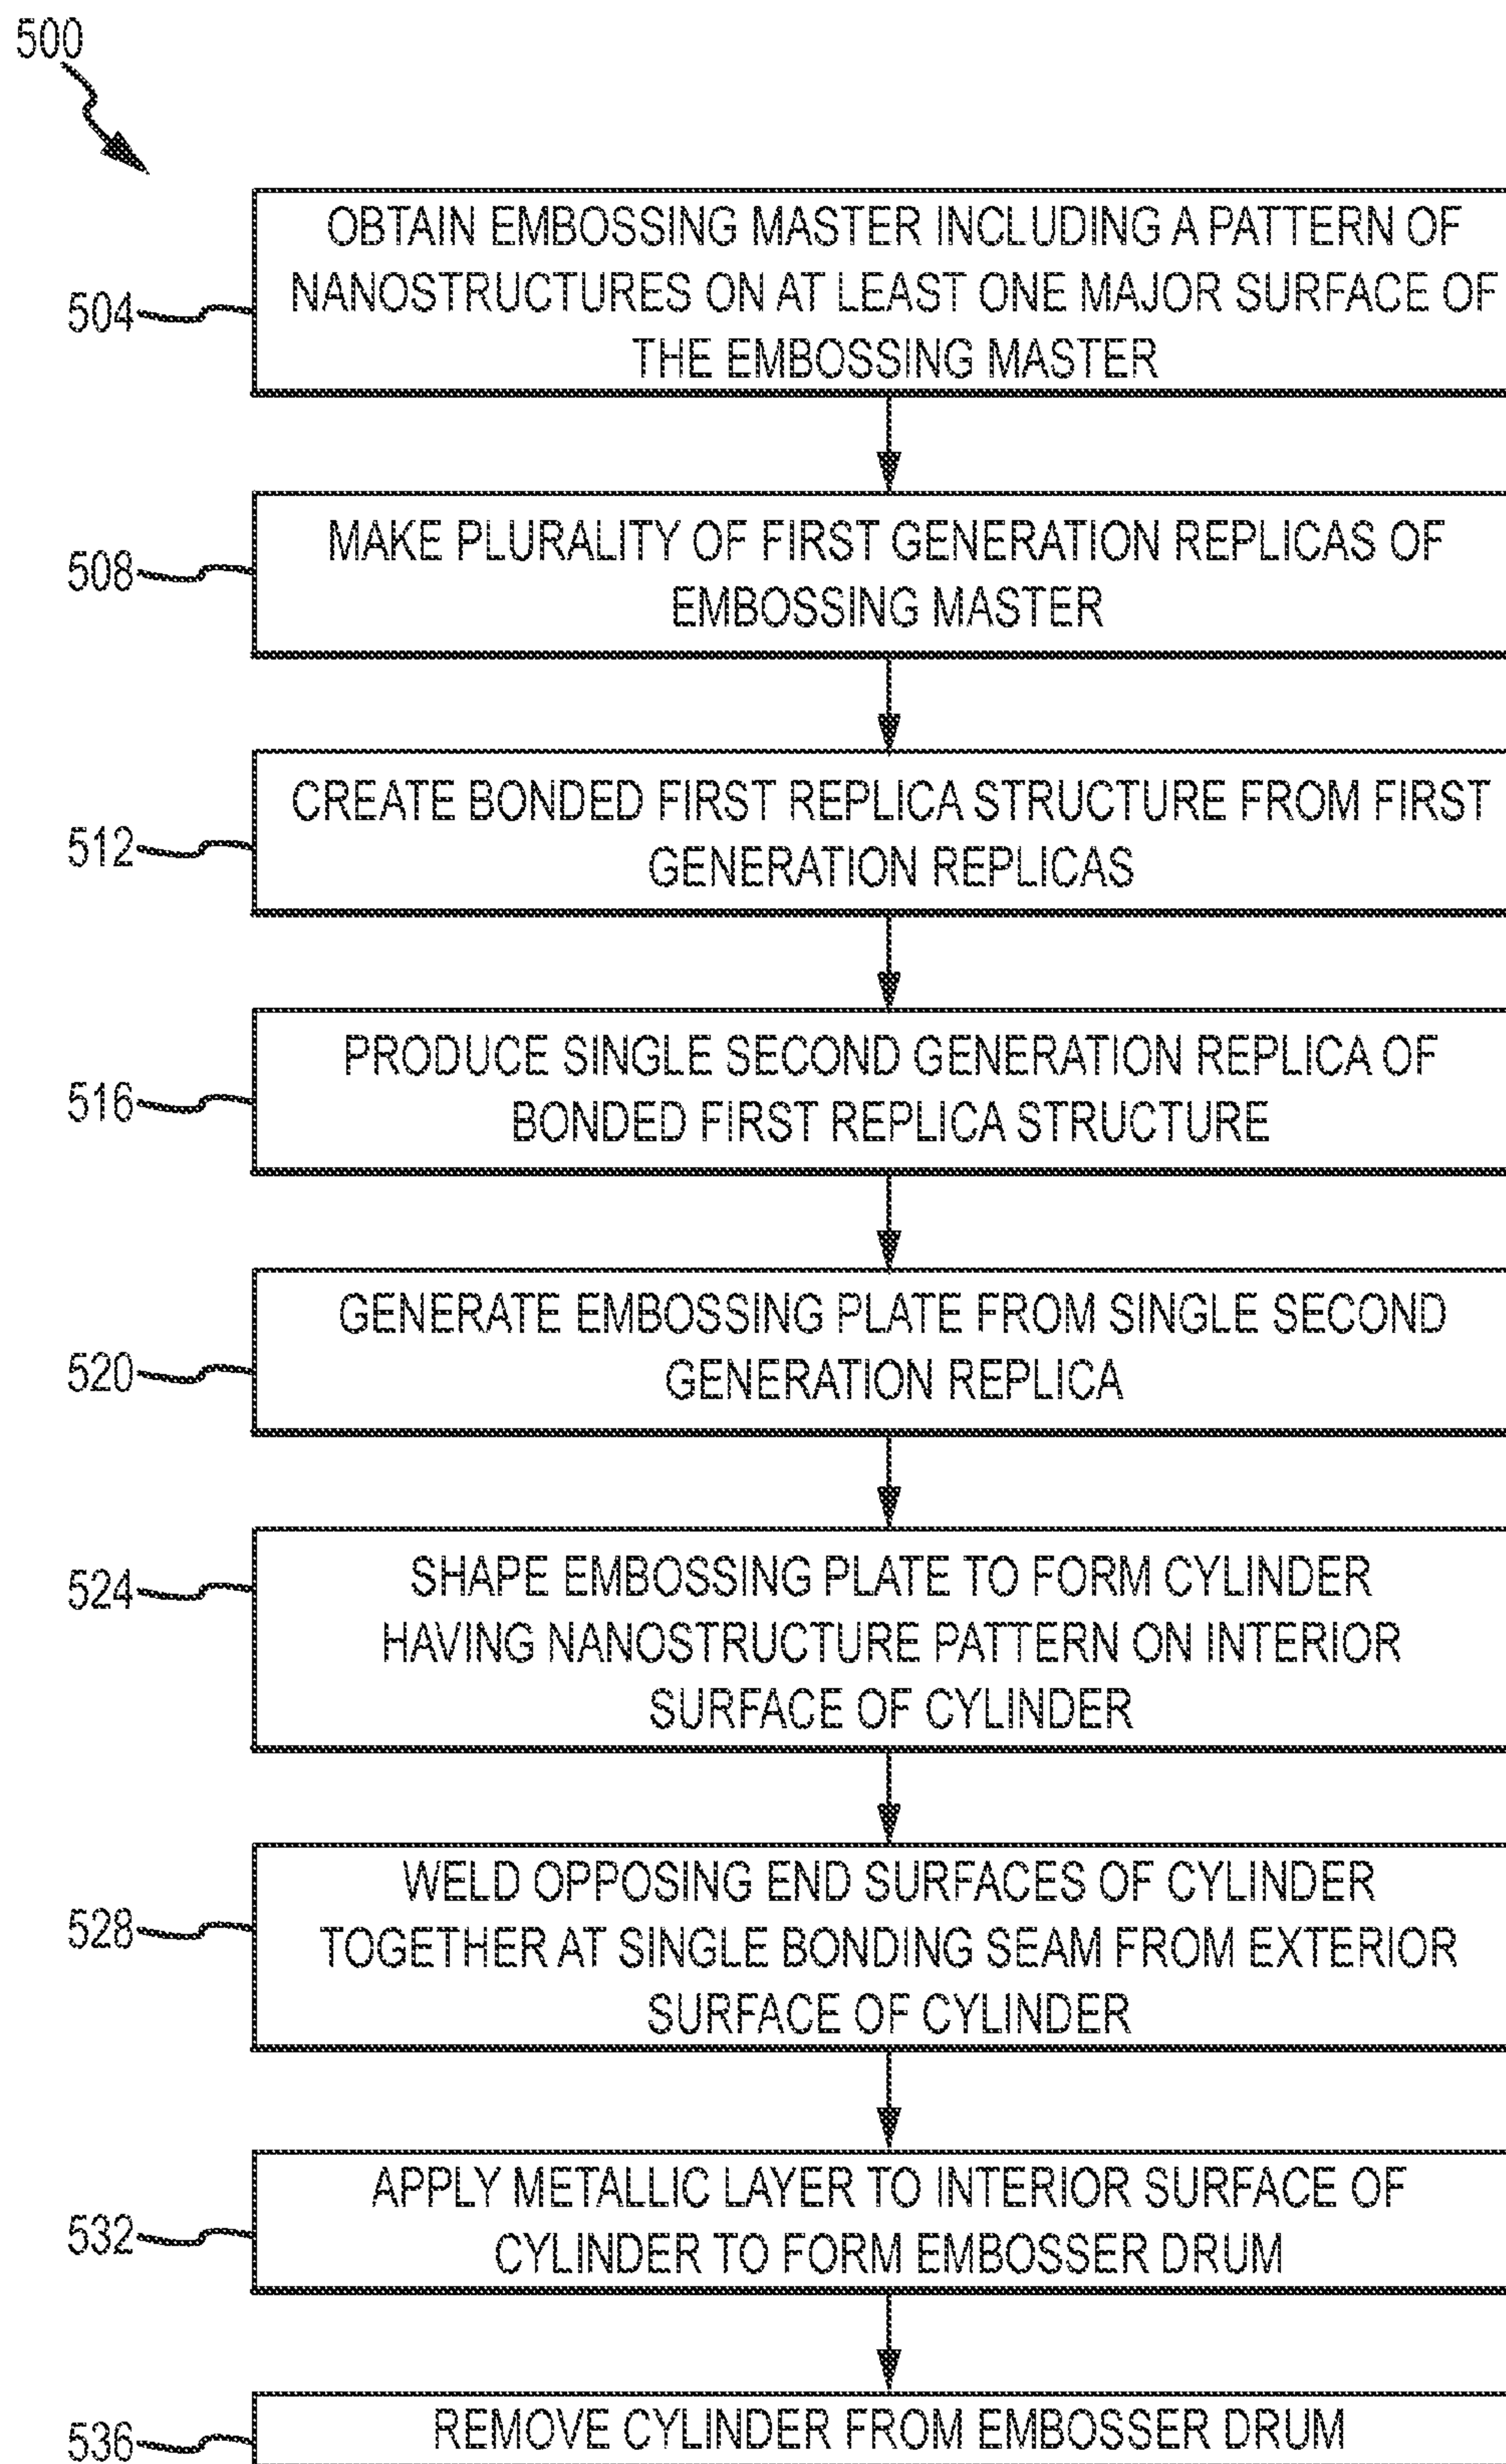 500
504
OBTAIN EMBOSSING MASTER INCLUDING A PATTERN OF
NANOSTRUCTURES ON AT LEAST ONE MAJOR SURFACE OF
THE EMBOSSING MASTER
508
MAKE PLURALITY OF FIRST GENERATION REPLICAS OF
EMBOSSING MASTER
512
CREATE BONDED FIRST REPLICA STRUCTURE FROM FIRST
GENERATION REPLICAS
516
PRODUCE SINGLE SECOND GENERATION REPLICA OF
BONDED FIRST REPLICA STRUCTURE
520
GENERATE EMBOSSING PLATE FROM SINGLE SECOND
GENERATION REPLICA
524
SHAPE EMBOSSING PLATE TO FORM CYLINDER
HAVING NANOSTRUCTURE PATTERN ON INTERIOR
SURFACE OF CYLINDER
528
WELD OPPOSING END SURFACES OF CYLINDER
TOGETHER AT SINGLE BONDING SEAM FROM EXTERIOR
SURFACE OF CYLINDER
532
APPLY METALLIC LAYER TO INTERIOR SURFACE OF
CYLINDER TO FORM EMBOSSER DRUM
536
REMOVE CYLINDER FROM EMBOSSER DRUM